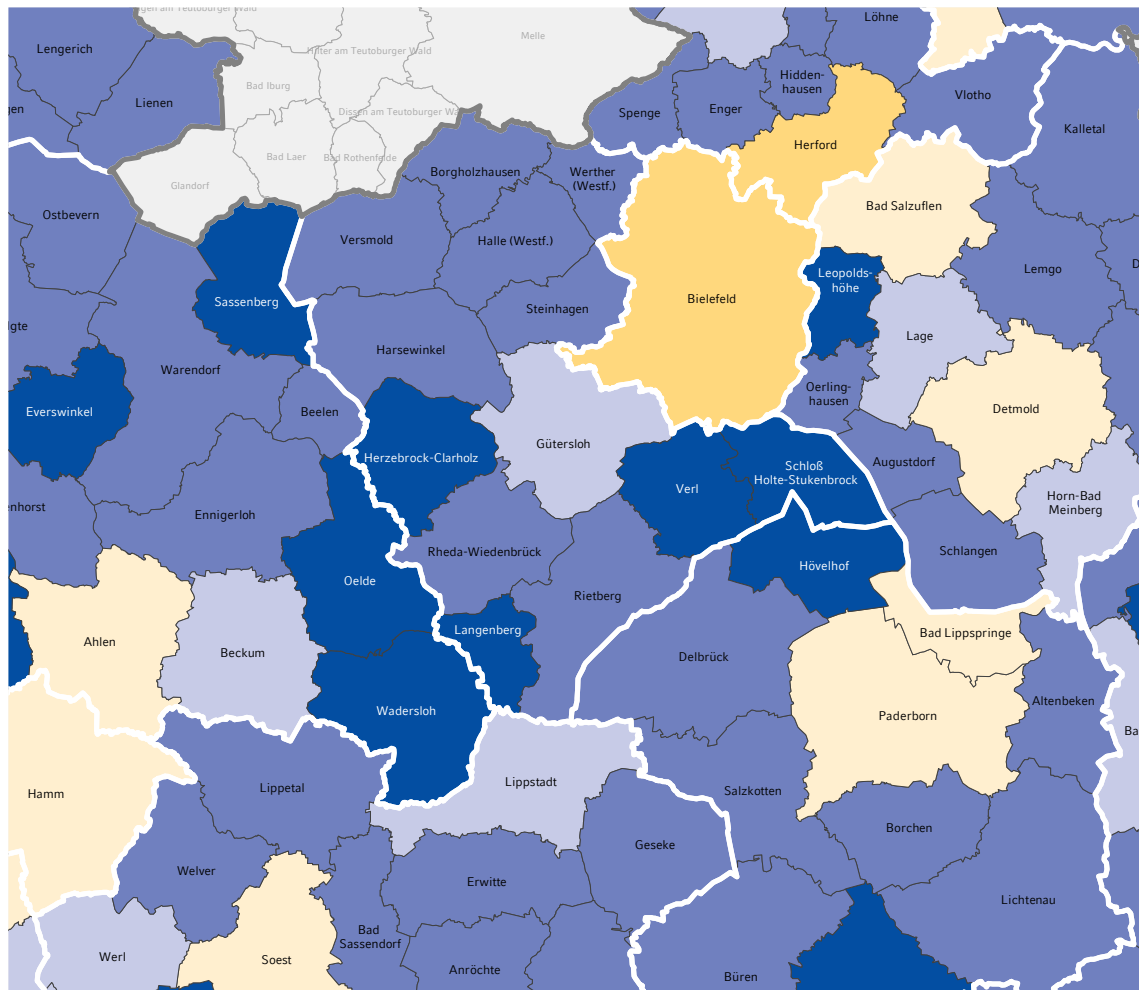 Löhne
Melle
Lengerich
Hilter am Teutoburger Wald
Bad Iburg
Hidden-
hausen
Vlotho
Lienen
Spenge
Enger
Dissen am Teutoburger Wa
Kalletal
Herford
Bad Laer
Bad Rothenfelde
Glandorf
Borgholzhausen
Werther
(Westf.)
Bad Salzuflen
Ostbevern
Versmold
Halle (Westf.)
Lemgo
Leopolds-
höhe
Sassenberg
Bielefeld
Steinhagen
lgte
Lage
Harsewinkel
Warendorf
Oerling-
hausen
Everswinkel
Beelen
Detmold
Gütersloh
Herzebrock-Clarholz
Augustdorf
Schloß
Holte-Stukenbrock
Verl
Horn-Bad
Meinberg
enhorst
Ennigerloh
Rheda-Wiedenbrück
Schlangen
Hövelhof
Oelde
Rietberg
Langenberg
Bad Lippspringe
Ahlen
Beckum
Delbrück
Altenbeken
Wadersloh
Paderborn
Ba
Hamm
Lippetal
Lippstadt
Salzkotten
Borchen
Geseke
Welver
Erwitte
Lichtenau
Bad
Sassendorf
Werl
Soest
Anröchte
Büren